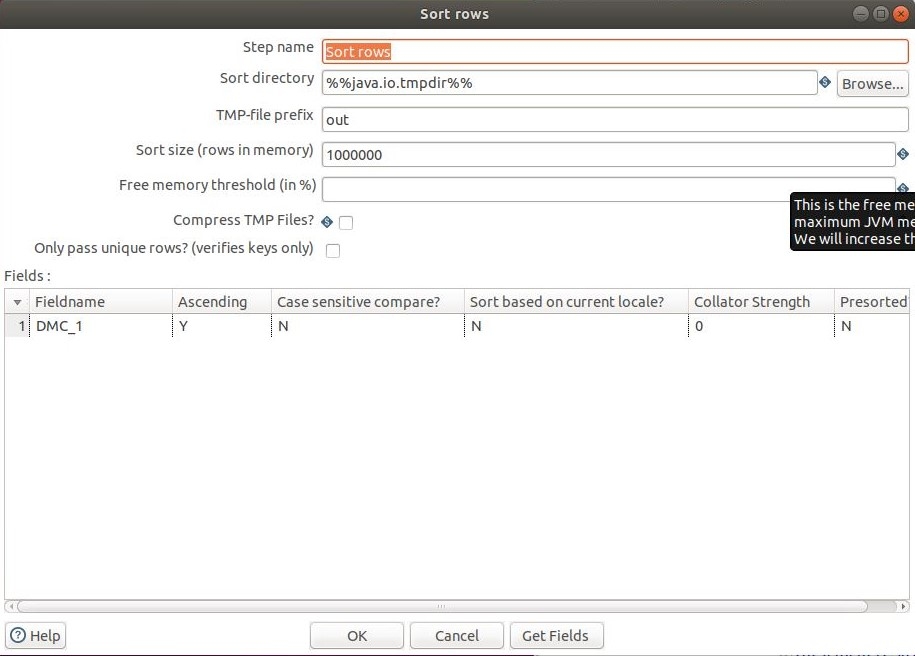 Sort rows
Step name Sort rows
Sort directory %%java.io.tmpdir%% Browse...
TMP-file prefix out
Sort size (rows in memory) 1000000
Free memory threshold (in %)
This is the free me
maximum JVM me
We will increase th
Compress TMP Files?
Only pass unique rows? (verifies keys only)
Fields :
Fieldname Ascending Case sensitive compare? Sort based on current locale? Collator Strength Presorted
1 DMC_1 Y N N 0 N
Help OK Cancel Get Fields